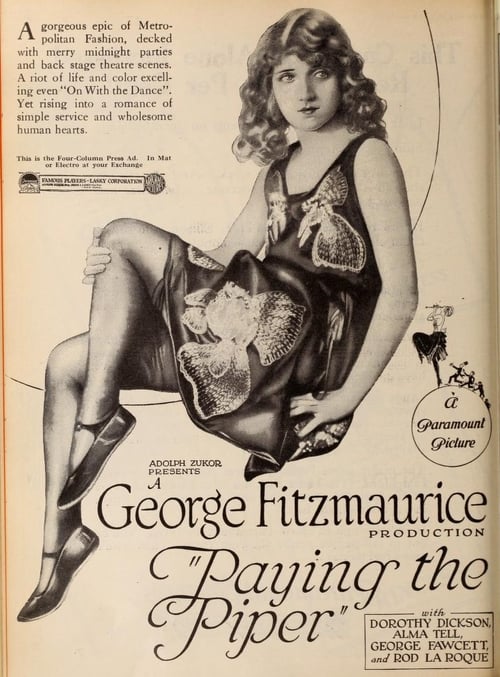 A gorgeous epic of Metro-
politan Fashion, decked
with merry midnight parties
and back stage theatre scenes.
A riot of life and color excell-
ing even "On With the Dance".
Yet rising into a romance of
simple service and wholesome
human hearts.
This is the Four-Column Press Ad. In Mat
or Electro at your Exchange
FAMOUS PLAYERS-LASKY CORPORATION
à
Paramount
Picture
ADOLPH ZUKOR
PRESENTS
A
George Fitzmaurice
PRODUCTION
"Paying the
Piper"
with
DOROTHY DICKSON,
ALMA TELL,
GEORGE FAWCETT,
and ROD LA ROQUE